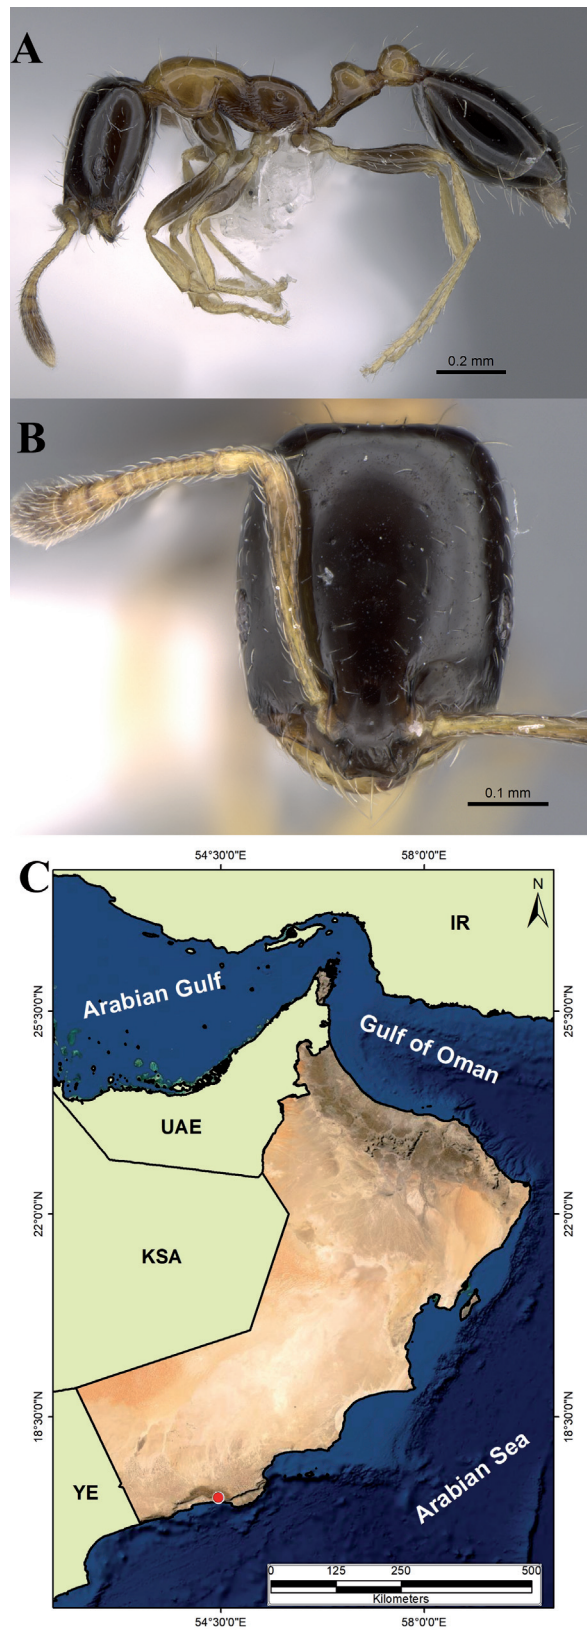 A
0.2 mm
B
0.1 mm
C
54°30'0"E 58°0'0"E
N
IR
Arabian Gulf
25°30'0"N 25°30'0"N
Gulf of Oman
UAE
22°0'0"N 22°0'0"N
KSA
18°30'0"N 18°30'0"N
YE
Arabian Sea
0 125 250 500
Kilometers
54°30'0"E 58°0'0"E